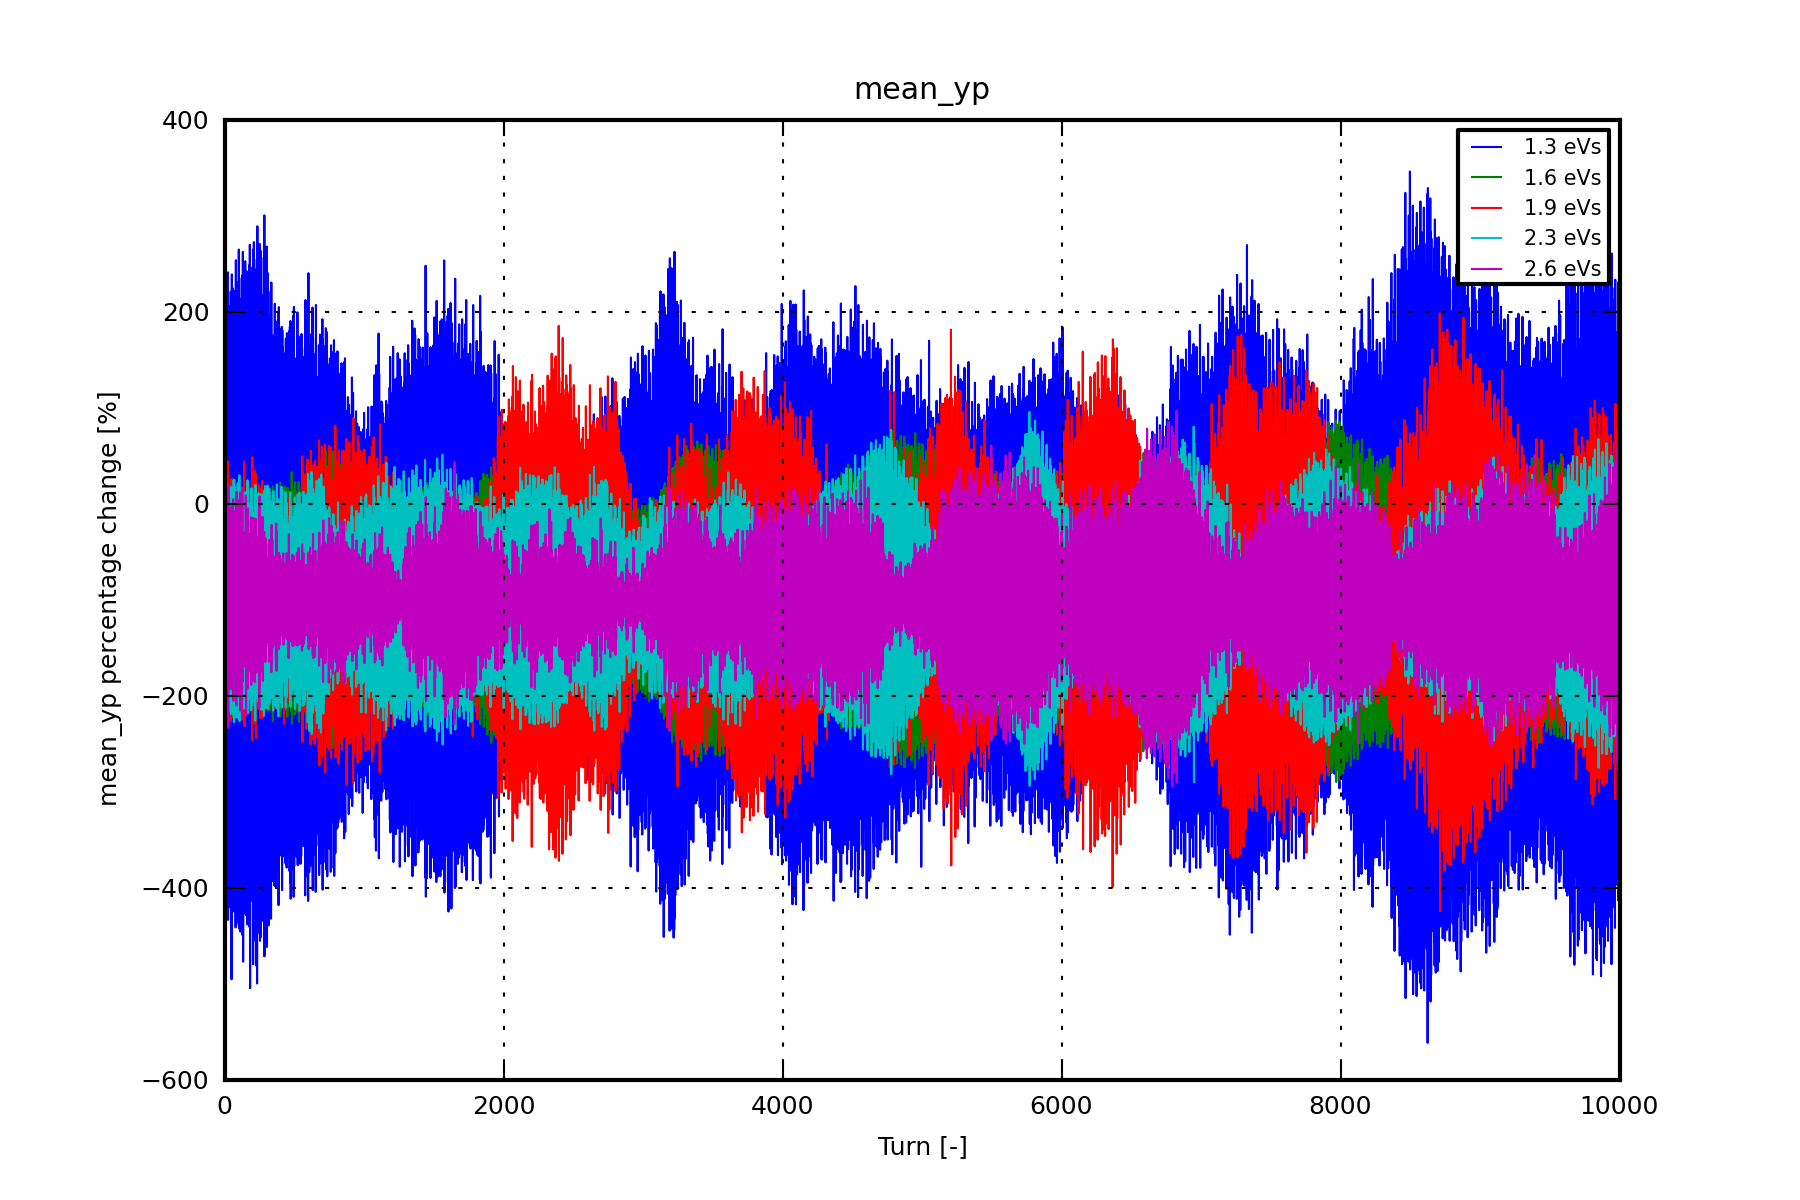 mean_yp
400
200
0
−200
−400
−600
mean_yp percentage change [%]
1.3 eVs
1.6 eVs
1.9 eVs
2.3 eVs
2.6 eVs
0 2000 4000 6000 8000 10000
Turn [-]